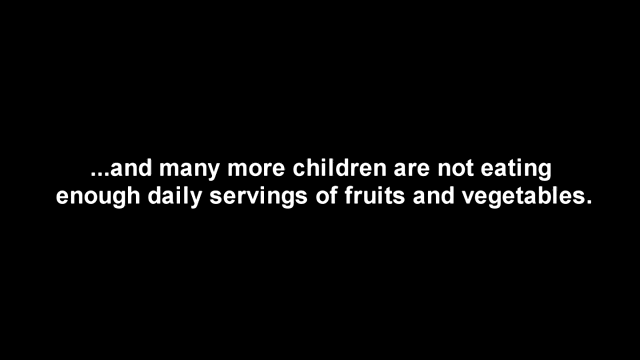 ...and many more children are not eating
enough daily servings of fruits and vegetables.